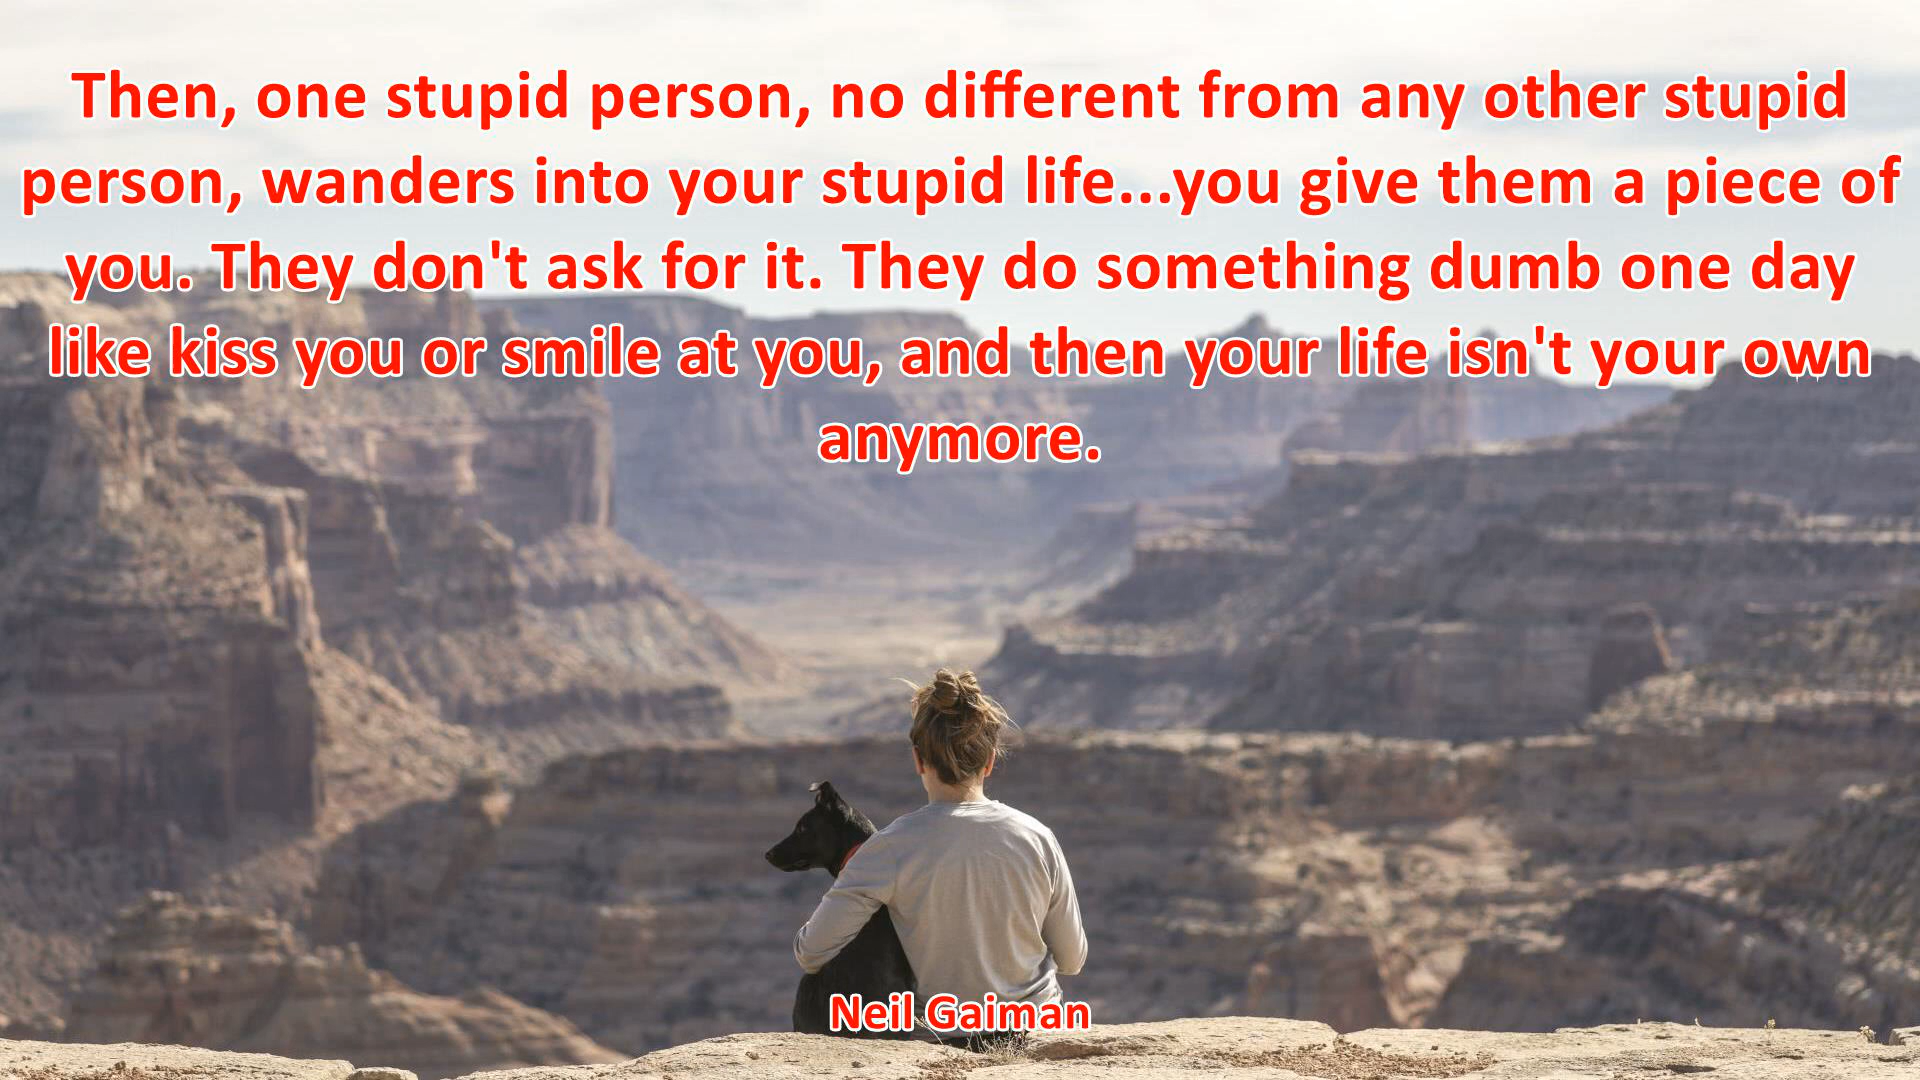 Then, one stupid person, no different from any other stupid
person, wanders into your stupid life...you give them a piece of
you. They don't ask for it. They do something dumb one day
like kiss you or smile at you, and then your life isn't your own
anymore.
Neil Gaiman